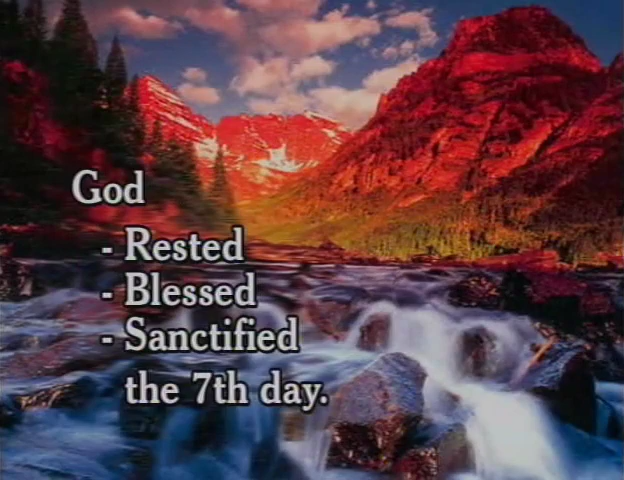 God
- Rested
- Blessed
- Sanctified
the 7th day.